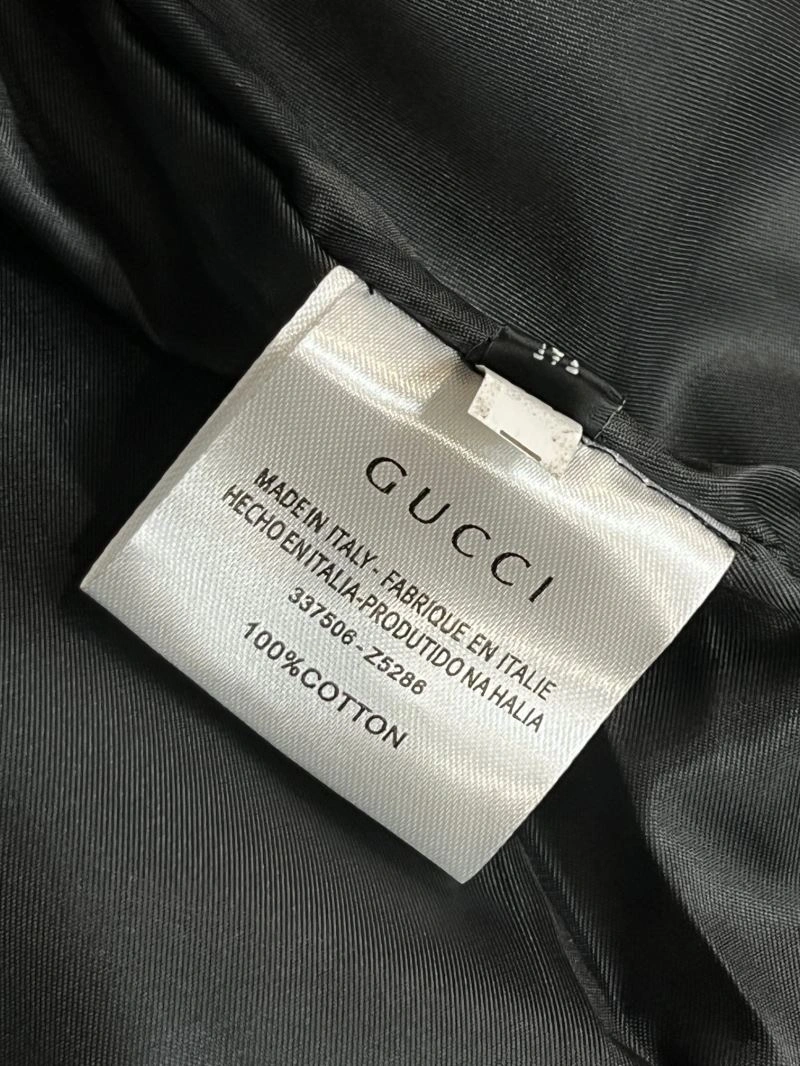 GUCCI
MADE IN ITALY - FABRIQUE EN ITALIE
HECHO EN ITALIA-PRODUTIDO NA HALIA
337506 - Z5286
100%COTTON